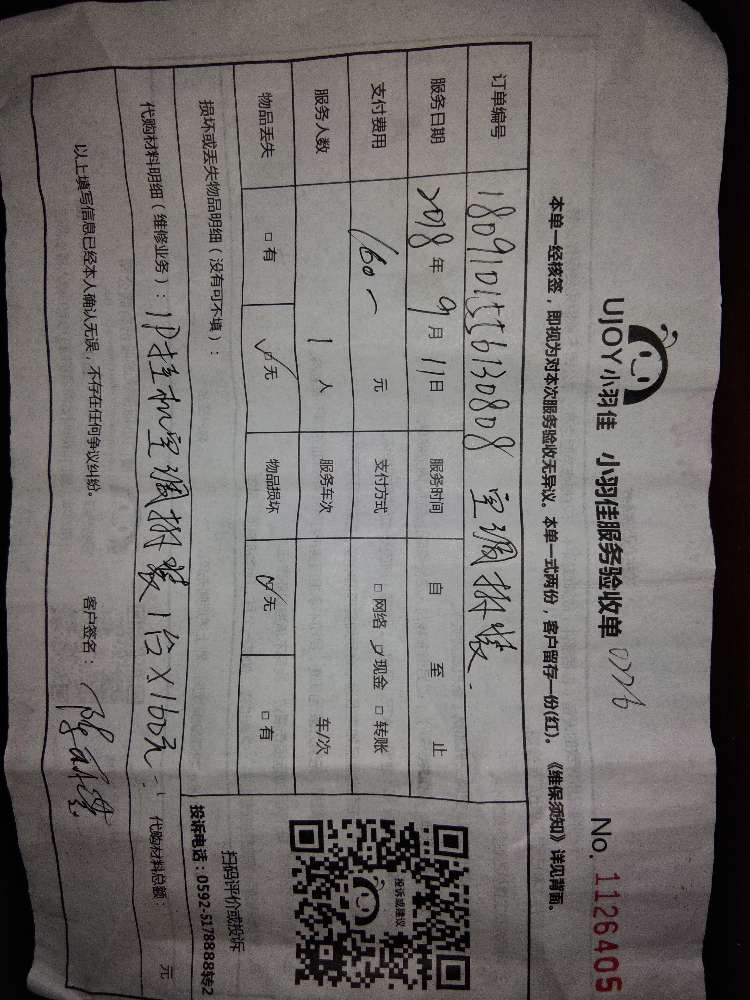 UJOY小羽佳 小羽佳服务验收单 0776
No. 1126405
本单一经核签，即视为对本次服务验收无异议。本单一式两份，客户留存一份(红)。《维保须知》详见背面。
订单编号 1809101556130808 空调拆装
服务日期 2018年9月11日 服务时间 自 至 止
支付费用 160一 元 支付方式 □网络 ☑现金 □转账
服务人数 1 人 服务车次 车/次
物品丢失 □有 ☑无 物品损坏 ☑无 □有
损坏或丢失物品明细（没有可不填）：
代购材料明细（维修业务）：1P挂机空调拆装1台×160元 代购材料总额： 元
以上填写信息已经本人确认无误，不存在任何争议纠纷。 客户签名：
投诉或建议
扫码评价或投诉
投诉电话：0592-5178888转2